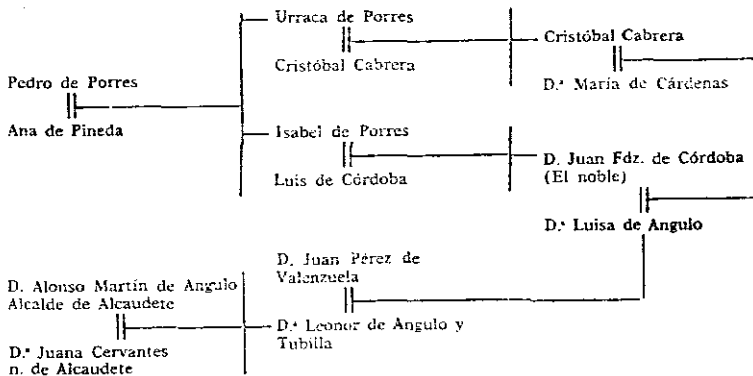 Urraca de Porres
Cristóbal Cabrera
Cristóbal Cabrera
D.ª María de Cárdenas
Pedro de Porres
Ana de Pineda
Isabel de Porres
Luis de Córdoba
D. Juan Fdz. de Córdoba
(El noble)
D.ª Luisa de Angulo
D. Juan Pérez de
Valenzuela
D.ª Leonor de Angulo y
Tubilla
D. Alonso Martín de Angulo
Alcalde de Alcaudete
D.ª Juana Cervantes
n. de Alcaudete